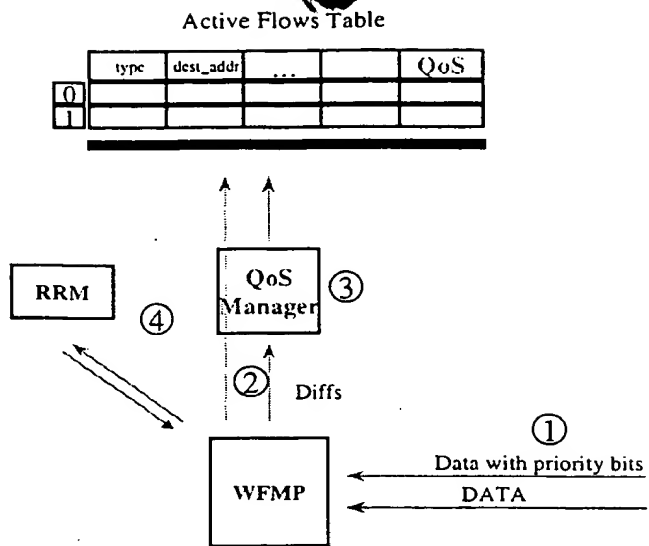 Active Flows Table
type dest_addr ... QoS
0
1
RRM
④
QoS
Manager
③
②
Diffs
①
Data with priority bits
DATA
WFMP